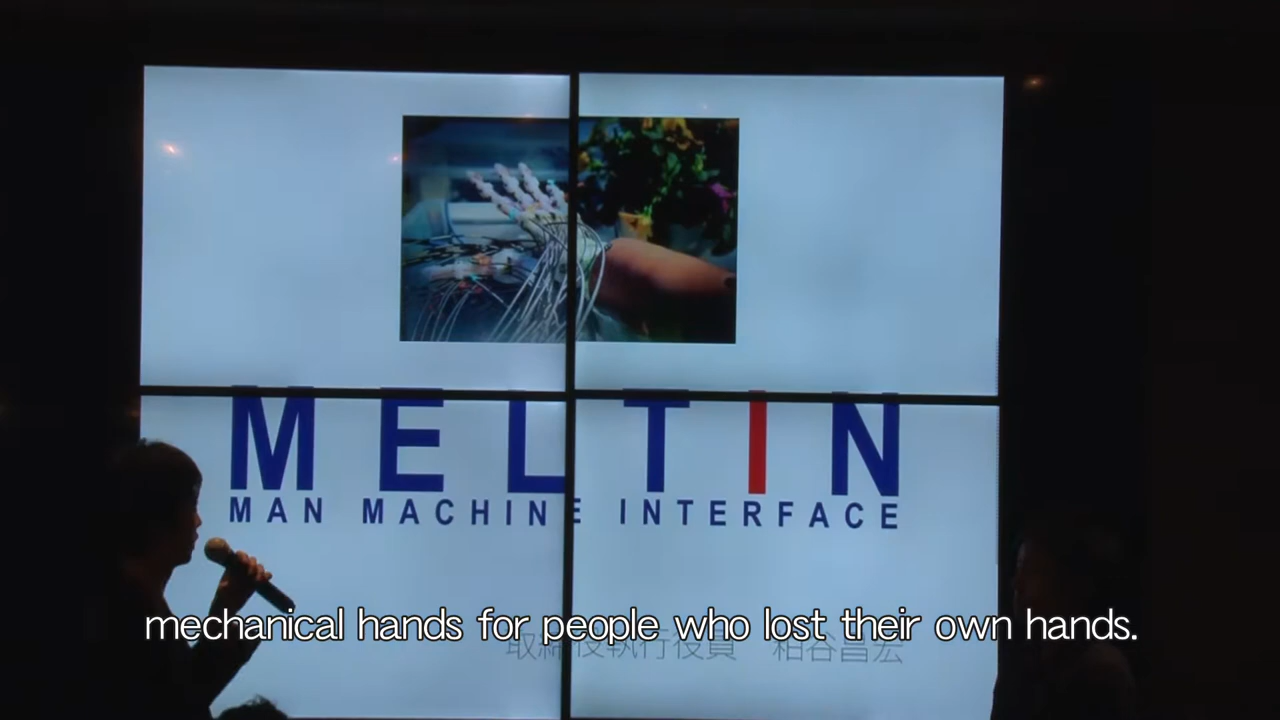 MELTIN
MAN MACHINE INTERFACE
mechanical hands for people who lost their own hands.
取締役執行役員 粕谷昌宏